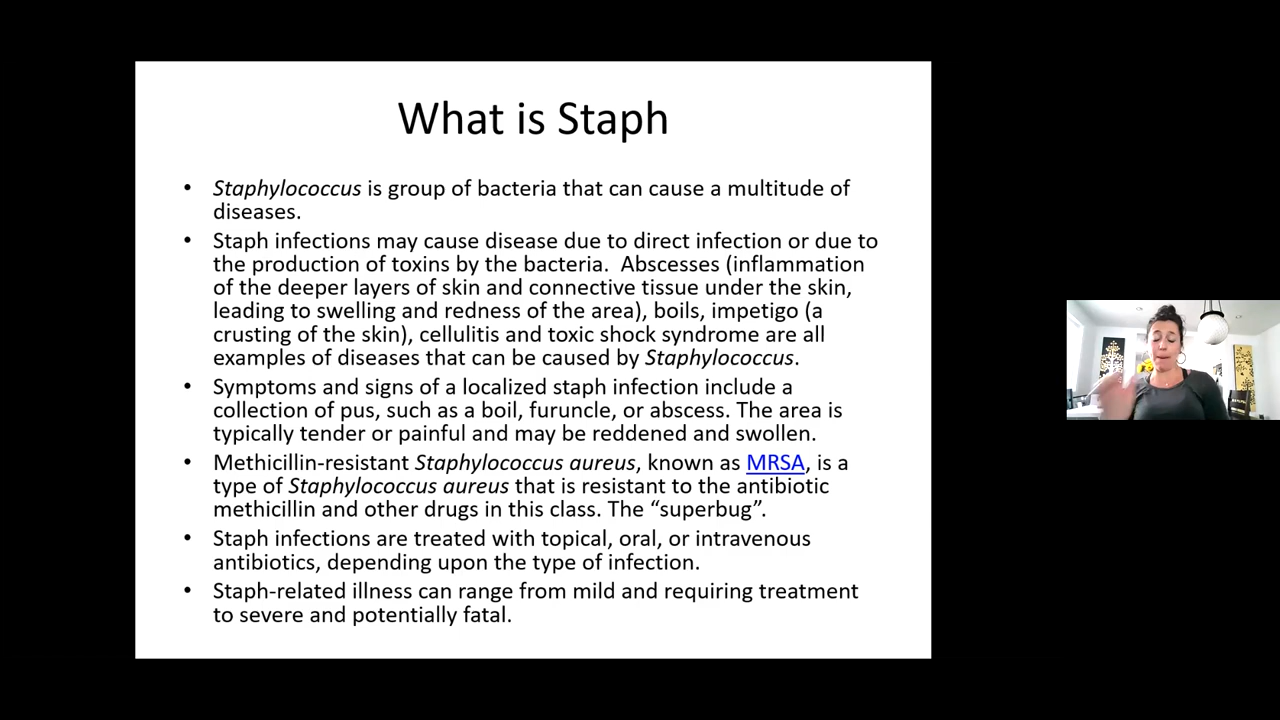 What is Staph
• Staphylococcus is group of bacteria that can cause a multitude of
diseases.
• Staph infections may cause disease due to direct infection or due to
the production of toxins by the bacteria.  Abscesses (inflammation
of the deeper layers of skin and connective tissue under the skin,
leading to swelling and redness of the area), boils, impetigo (a
crusting of the skin), cellulitis and toxic shock syndrome are all
examples of diseases that can be caused by Staphylococcus.
• Symptoms and signs of a localized staph infection include a
collection of pus, such as a boil, furuncle, or abscess. The area is
typically tender or painful and may be reddened and swollen.
• Methicillin-resistant Staphylococcus aureus, known as MRSA, is a
type of Staphylococcus aureus that is resistant to the antibiotic
methicillin and other drugs in this class. The “superbug”.
• Staph infections are treated with topical, oral, or intravenous
antibiotics, depending upon the type of infection.
• Staph-related illness can range from mild and requiring treatment
to severe and potentially fatal.